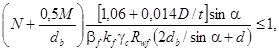 (N + 0,5M / d_b) [1,06 + 0,014D / t] sin α / β_f k_f γ_c R_wf (2d_b / sin α + d) ≤ 1,